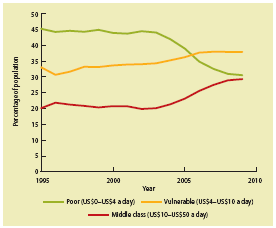 Percentage of population
50
45
40
35
30
25
20
15
10
5
0
1995 2000 2005 2010
Year
Poor (US$0–US$4 a day) Vulnerable (US$4–US$10 a day)
Middle class (US$10–US$50 a day)